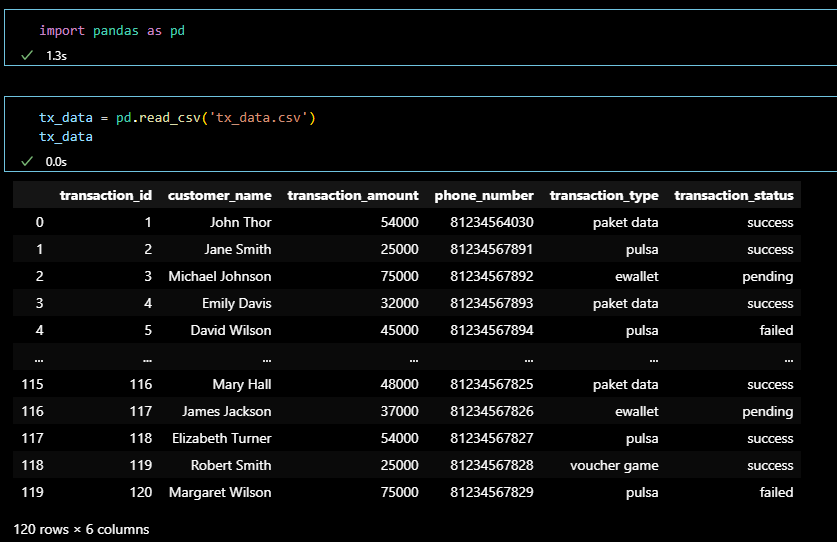 import pandas as pd
1.3s
tx_data = pd.read_csv('tx_data.csv')
tx_data
0.0s
transaction_id customer_name transaction_amount phone_number transaction_type transaction_status
0 1 John Thor 54000 81234564030 paket data success
1 2 Jane Smith 25000 81234567891 pulsa success
2 3 Michael Johnson 75000 81234567892 ewallet pending
3 4 Emily Davis 32000 81234567893 paket data success
4 5 David Wilson 45000 81234567894 pulsa failed
... ... ... ... ... ... ...
115 116 Mary Hall 48000 81234567825 paket data success
116 117 James Jackson 37000 81234567826 ewallet pending
117 118 Elizabeth Turner 54000 81234567827 pulsa success
118 119 Robert Smith 25000 81234567828 voucher game success
119 120 Margaret Wilson 75000 81234567829 pulsa failed
120 rows × 6 columns